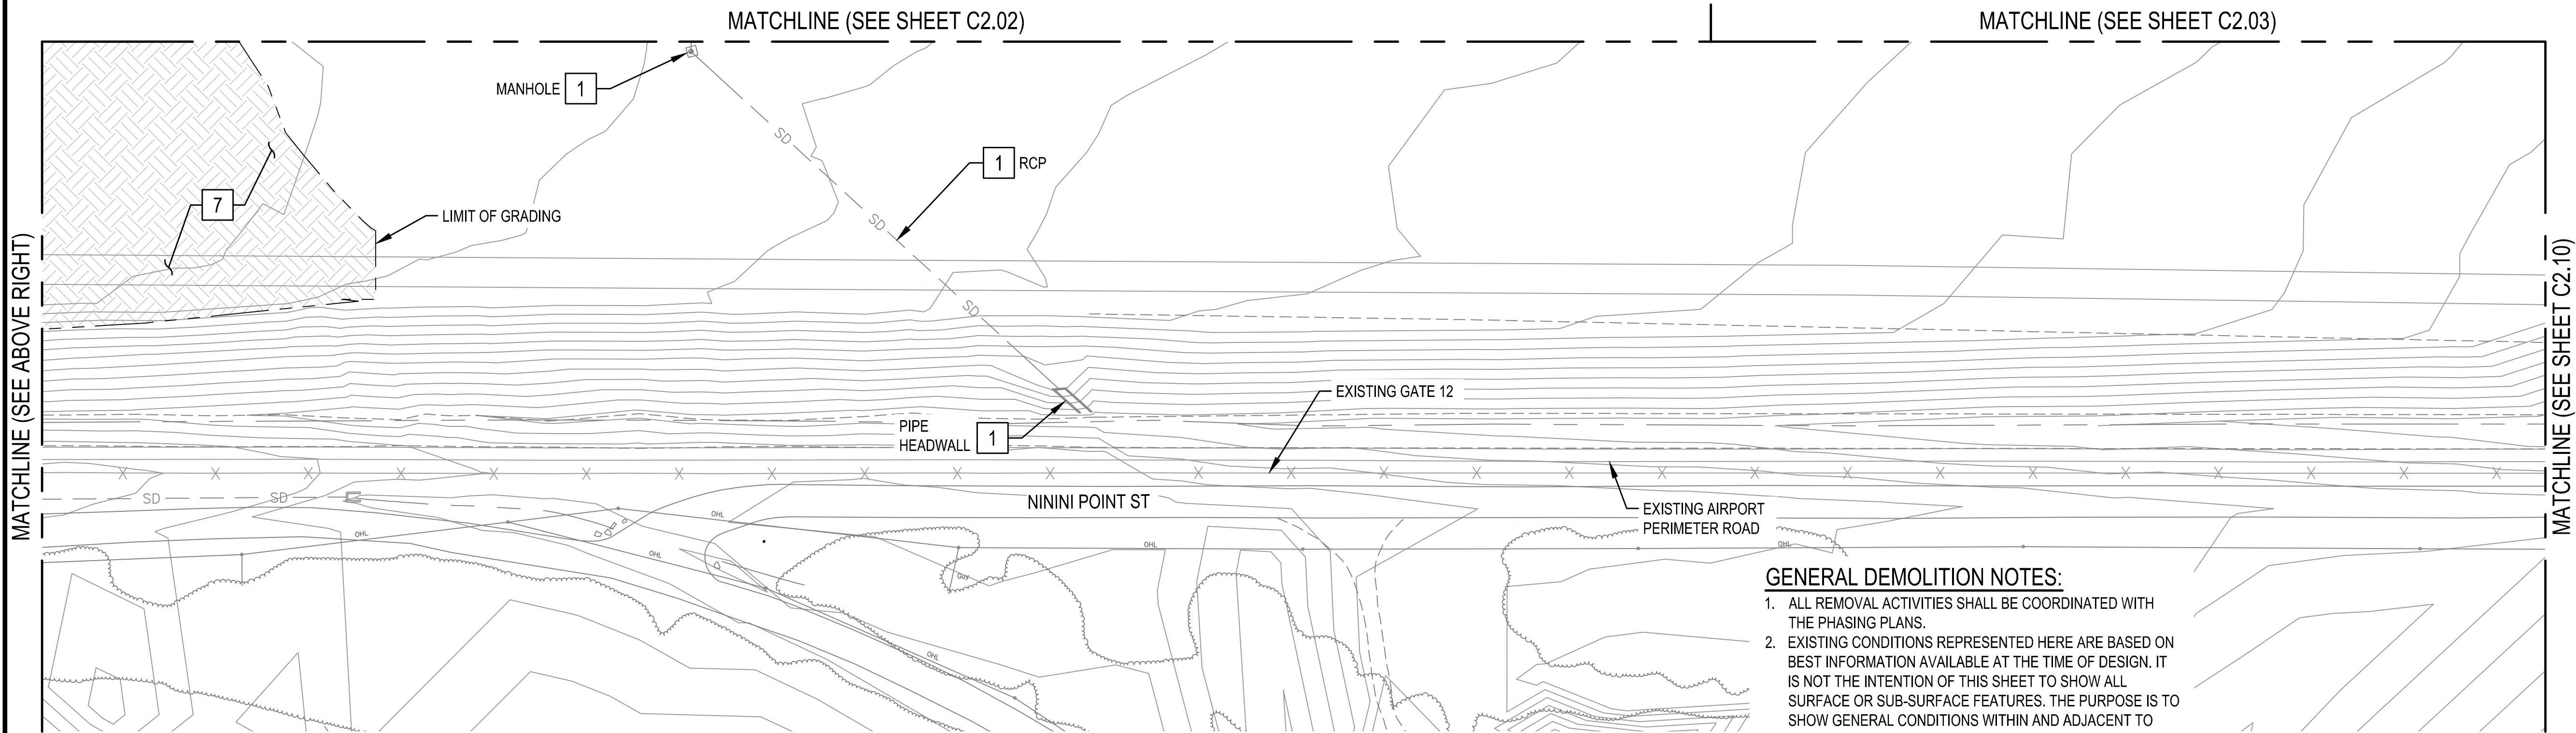 MATCHLINE (SEE SHEET C2.02)
MATCHLINE (SEE SHEET C2.03)
MANHOLE 1
SD
1 RCP
7
LIMIT OF GRADING
SD
MATCHLINE (SEE ABOVE RIGHT)
MATCHLINE (SEE SHEET C2.10)
SD
EXISTING GATE 12
PIPE
HEADWALL 1
X X X X X X X X X X X X X X X X X X X X X X X X X X
SD SD
NININI POINT ST
EXISTING AIRPORT
PERIMETER ROAD
OHL
OHL
OHL
OHL
OHL
Guy
OHL
GENERAL DEMOLITION NOTES:
1. ALL REMOVAL ACTIVITIES SHALL BE COORDINATED WITH
THE PHASING PLANS.
2. EXISTING CONDITIONS REPRESENTED HERE ARE BASED ON
BEST INFORMATION AVAILABLE AT THE TIME OF DESIGN. IT
IS NOT THE INTENTION OF THIS SHEET TO SHOW ALL
SURFACE OR SUB-SURFACE FEATURES. THE PURPOSE IS TO
SHOW GENERAL CONDITIONS WITHIN AND ADJACENT TO